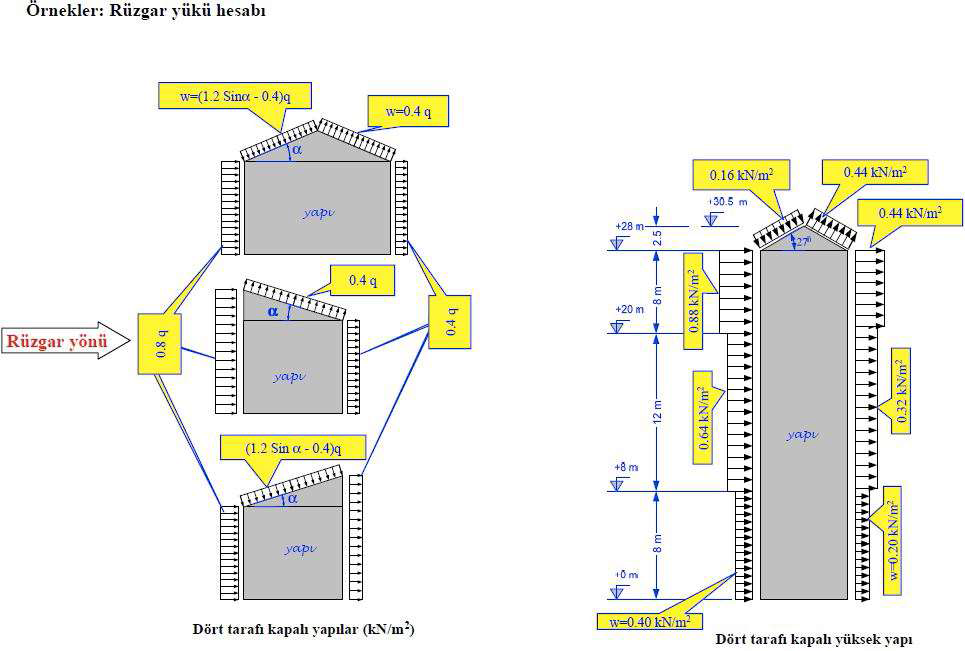 Örnekler: Rüzgar yükü hesabı
w=(1.2 Sinα - 0.4)q
w=0.4 q
α
yapı
0.4 q
α
yapı
Rüzgar yönü
0.8 q
0.4 q
(1.2 Sin α - 0.4)q
α
yapı
Dört tarafı kapalı yapılar (kN/m²)
0.16 kN/m²
0.44 kN/m²
0.44 kN/m²
+30.5 m
+28 m
2.5
27⁰
0.88 kN/m²
8 m
+20 m
0.64 kN/m²
12 m
0.32 kN/m²
yapı
+8 m
8 m
w=0.20 kN/m²
+0 m
w=0.40 kN/m²
Dört tarafı kapalı yüksek yapı